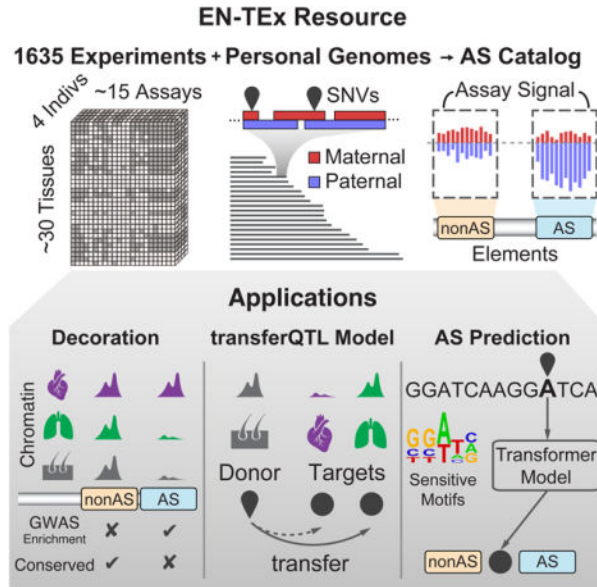 EN-TEx Resource
1635 Experiments + Personal Genomes → AS Catalog
4 Indivs
~15 Assays
~30 Tissues
SNVs
Maternal
Paternal
Assay Signal
nonAS
AS
Elements
Applications
Decoration
Chromatin
nonAS
AS
GWAS
Enrichment
✘
✔
Conserved
✔
✘
transferQTL Model
Donor
Targets
transfer
AS Prediction
GGATCAAGGATCA
Sensitive
Motifs
Transformer
Model
nonAS
AS